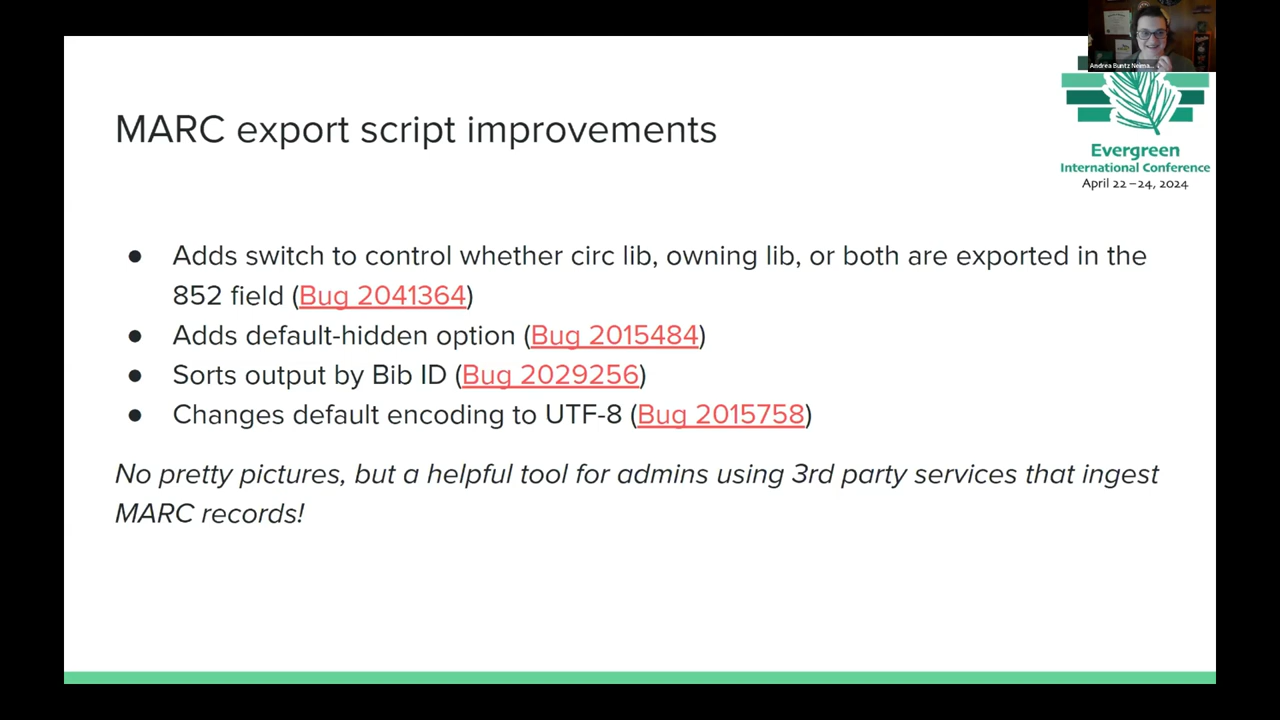 Andrea Buntz Neima...
MARC export script improvements
Evergreen
International Conference
April 22–24, 2024
● Adds switch to control whether circ lib, owning lib, or both are exported in the
852 field (Bug 2041364)
● Adds default-hidden option (Bug 2015484)
● Sorts output by Bib ID (Bug 2029256)
● Changes default encoding to UTF-8 (Bug 2015758)
No pretty pictures, but a helpful tool for admins using 3rd party services that ingest
MARC records!